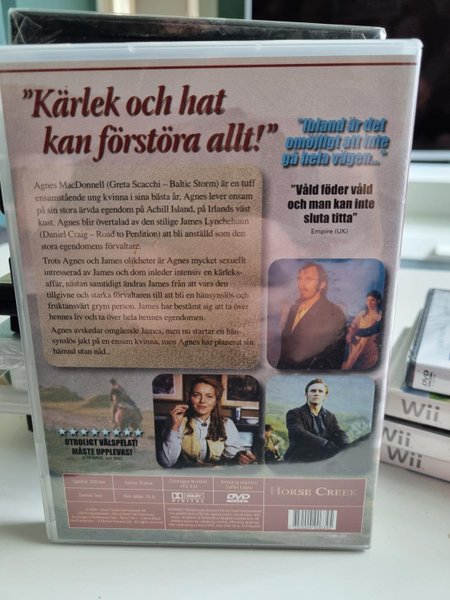 "Kärlek och hat
kan förstöra allt!"
"Ibland är det
omöjligt att inte
gå hela vägen..."
"Våld föder våld
och man kan inte
sluta titta"
Empire (UK)
Agnes MacDonnell (Greta Scacchi – Baltic Storm) är en tuff
ensamstående ung kvinna i sina bästa år. Agnes lever ensam
på sin stora ärvda egendom på Achill Island, på Irlands väst
kust. Agnes blir övertalad av den stilige James Lynchehaun
(Daniel Craig – Road to Perdition) att bli anställd som den
stora egendomens förvaltare.
Trots Agnes och James olikheter är Agnes mycket sexuellt
intresserad av James och dom inleder intensiv en kärleks-
affär, nästan samtidigt ändras James från att vara den
tillgivne och starka förvaltaren till att bli en hänsynslös och
fruktansvärt grym person. James har bestämt sig att ta över
hennes liv och ta över hela hennes egendomen.
Agnes avskedar omgående James, men nu startar en hän-
synslös jakt på en ensam kvinna, men Agnes har planerat sin
hämnd utan nåd...
OTROLIGT VÄLSPELAT!
MÅSTE UPPLEVAS!
DOLBY
DIGITAL
DVD
VIDEO
HORSE CREEK
Wii
Wii
Wii